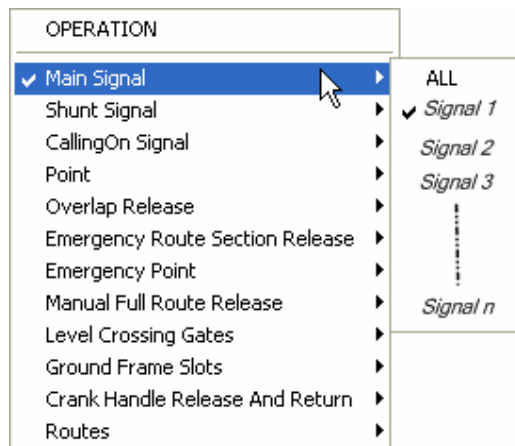 OPERATION
Main Signal
Shunt Signal
CallingOn Signal
Point
Overlap Release
Emergency Route Section Release
Emergency Point
Manual Full Route Release
Level Crossing Gates
Ground Frame Slots
Crank Handle Release And Return
Routes
ALL
Signal 1
Signal 2
Signal 3
Signal n